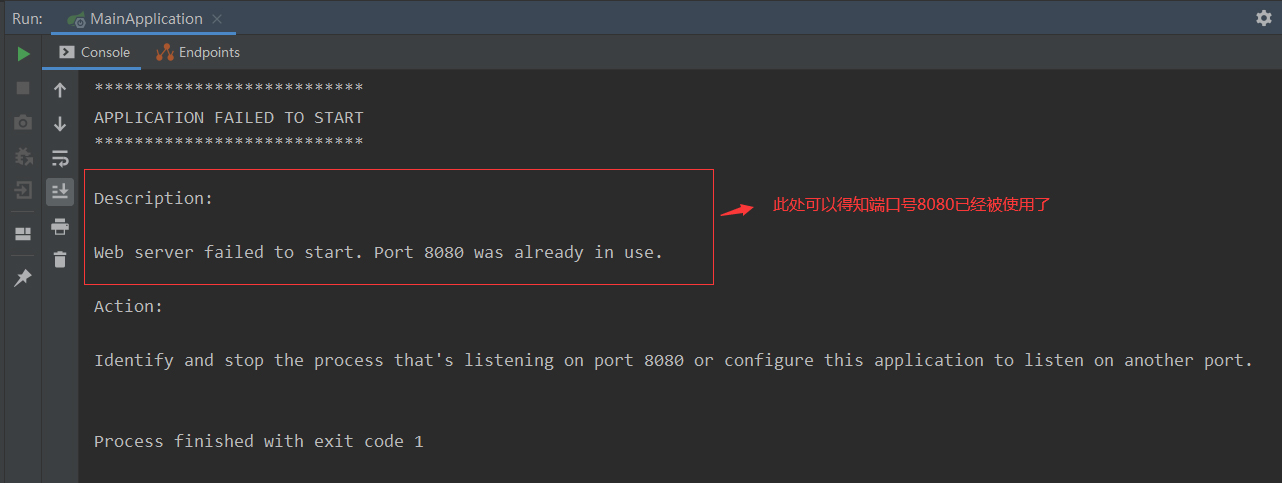 Run: MainApplication
Console Endpoints
***************************
APPLICATION FAILED TO START
***************************
Description:
此处可以得知端口号8080已经被使用了
Web server failed to start. Port 8080 was already in use.
Action:
Identify and stop the process that's listening on port 8080 or configure this application to listen on another port.
Process finished with exit code 1